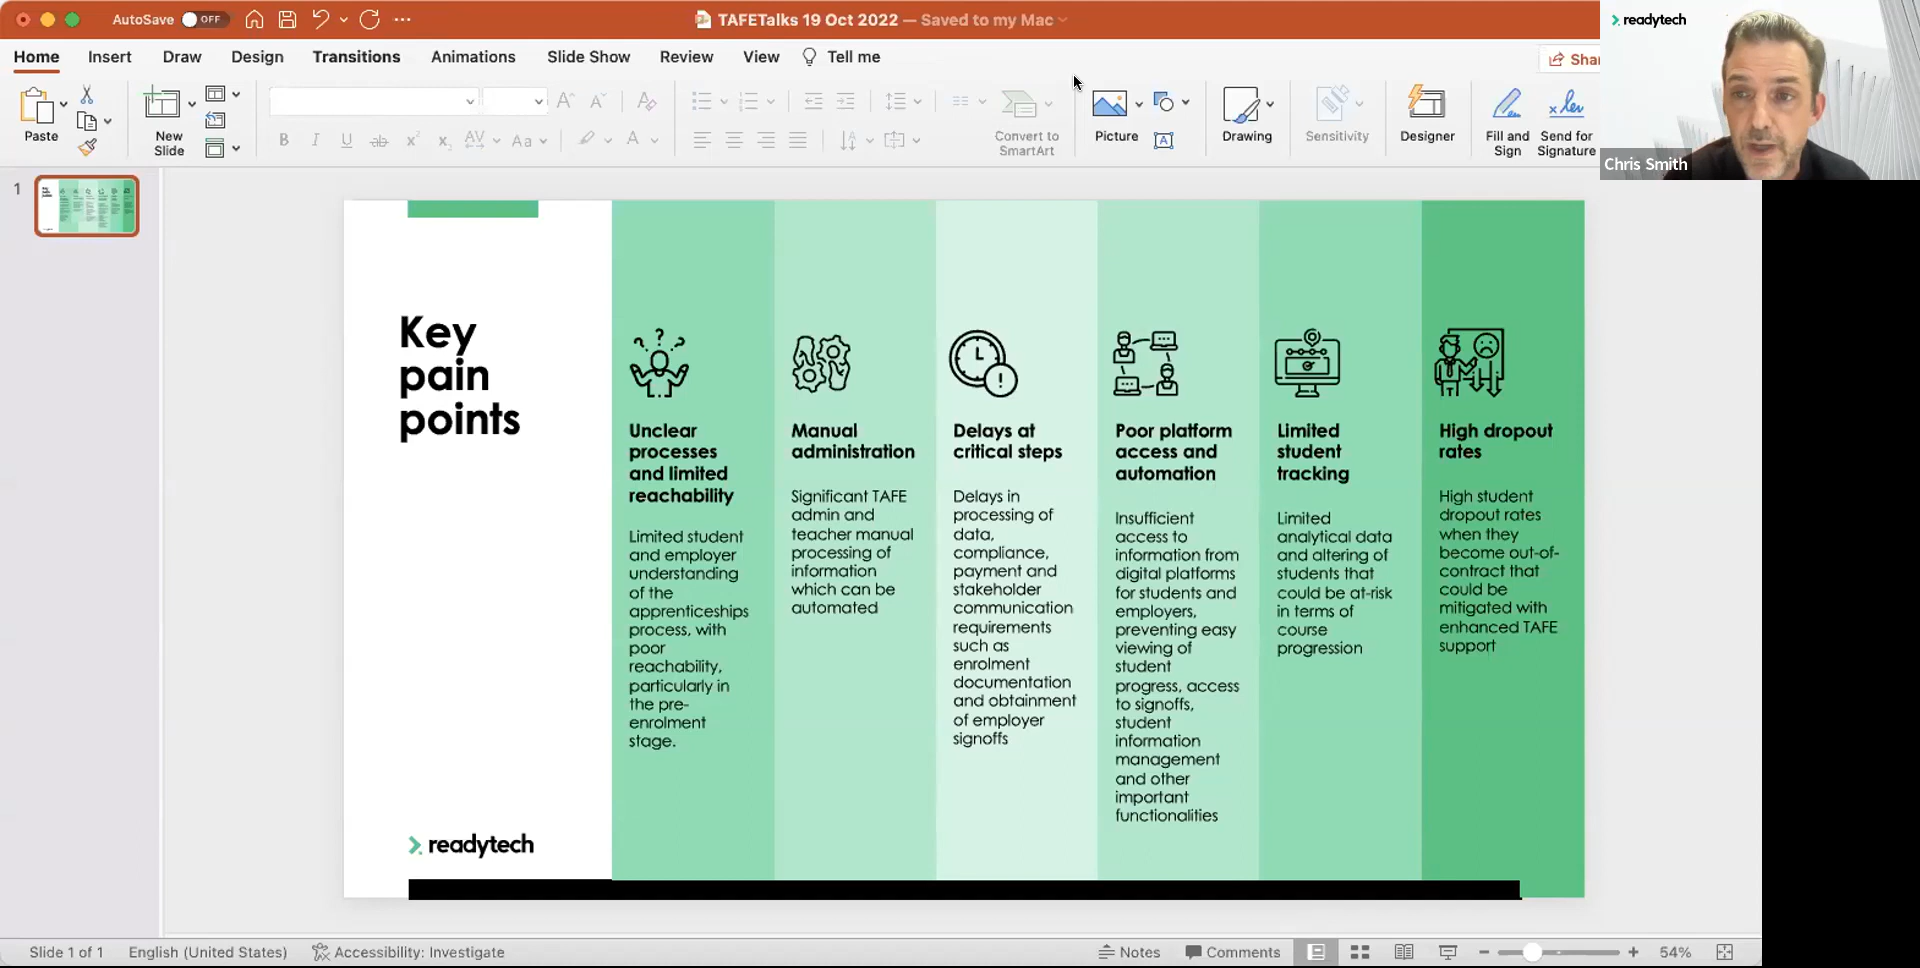 AutoSave OFF
TAFETalks 19 Oct 2022 — Saved to my Mac
Home Insert Draw Design Transitions Animations Slide Show Review View Tell me
Paste
New
Slide
B I U ab x² x₂ AV Aa A
Convert to
SmartArt
Picture
Drawing
Sensitivity
Designer
Fill and
Sign
Send for
Signature
readytech
Chris Smith
1
Key
pain
points
Unclear
processes
and limited
reachability
Limited student
and employer
understanding
of the
apprenticeships
process, with
poor
reachability,
particularly in
the pre-
enrolment
stage.
Manual
administration
Significant TAFE
admin and
teacher manual
processing of
information
which can be
automated
Delays at
critical steps
Delays in
processing of
data,
compliance,
payment and
stakeholder
communication
requirements
such as
enrolment
documentation
and obtainment
of employer
signoffs
Poor platform
access and
automation
Insufficient
access to
information from
digital platforms
for students and
employers,
preventing easy
viewing of
student
progress, access
to signoffs,
student
information
management
and other
important
functionalities
Limited
student
tracking
Limited
analytical data
and altering of
students that
could be at-risk
in terms of
course
progression
High dropout
rates
High student
dropout rates
when they
become out-of-
contract that
could be
mitigated with
enhanced TAFE
support
readytech
Slide 1 of 1 English (United States) Accessibility: Investigate
Notes Comments 54%